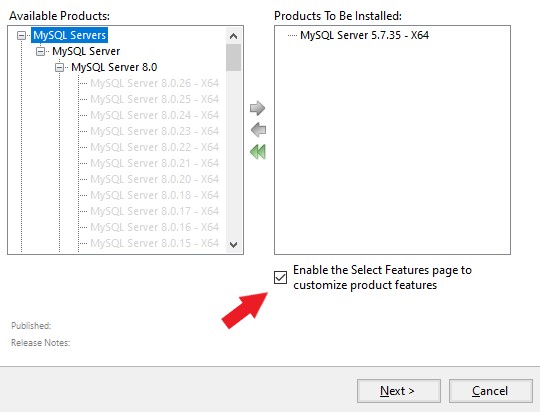 Available Products:
MySQL Servers
MySQL Server
MySQL Server 8.0
MySQL Server 8.0.26 - X64
MySQL Server 8.0.25 - X64
MySQL Server 8.0.24 - X64
MySQL Server 8.0.23 - X64
MySQL Server 8.0.22 - X64
MySQL Server 8.0.21 - X64
MySQL Server 8.0.20 - X64
MySQL Server 8.0.18 - X64
MySQL Server 8.0.17 - X64
MySQL Server 8.0.16 - X64
MySQL Server 8.0.15 - X64
Products To Be Installed:
MySQL Server 5.7.35 - X64
Enable the Select Features page to
customize product features
Published:
Release Notes:
Next >
Cancel